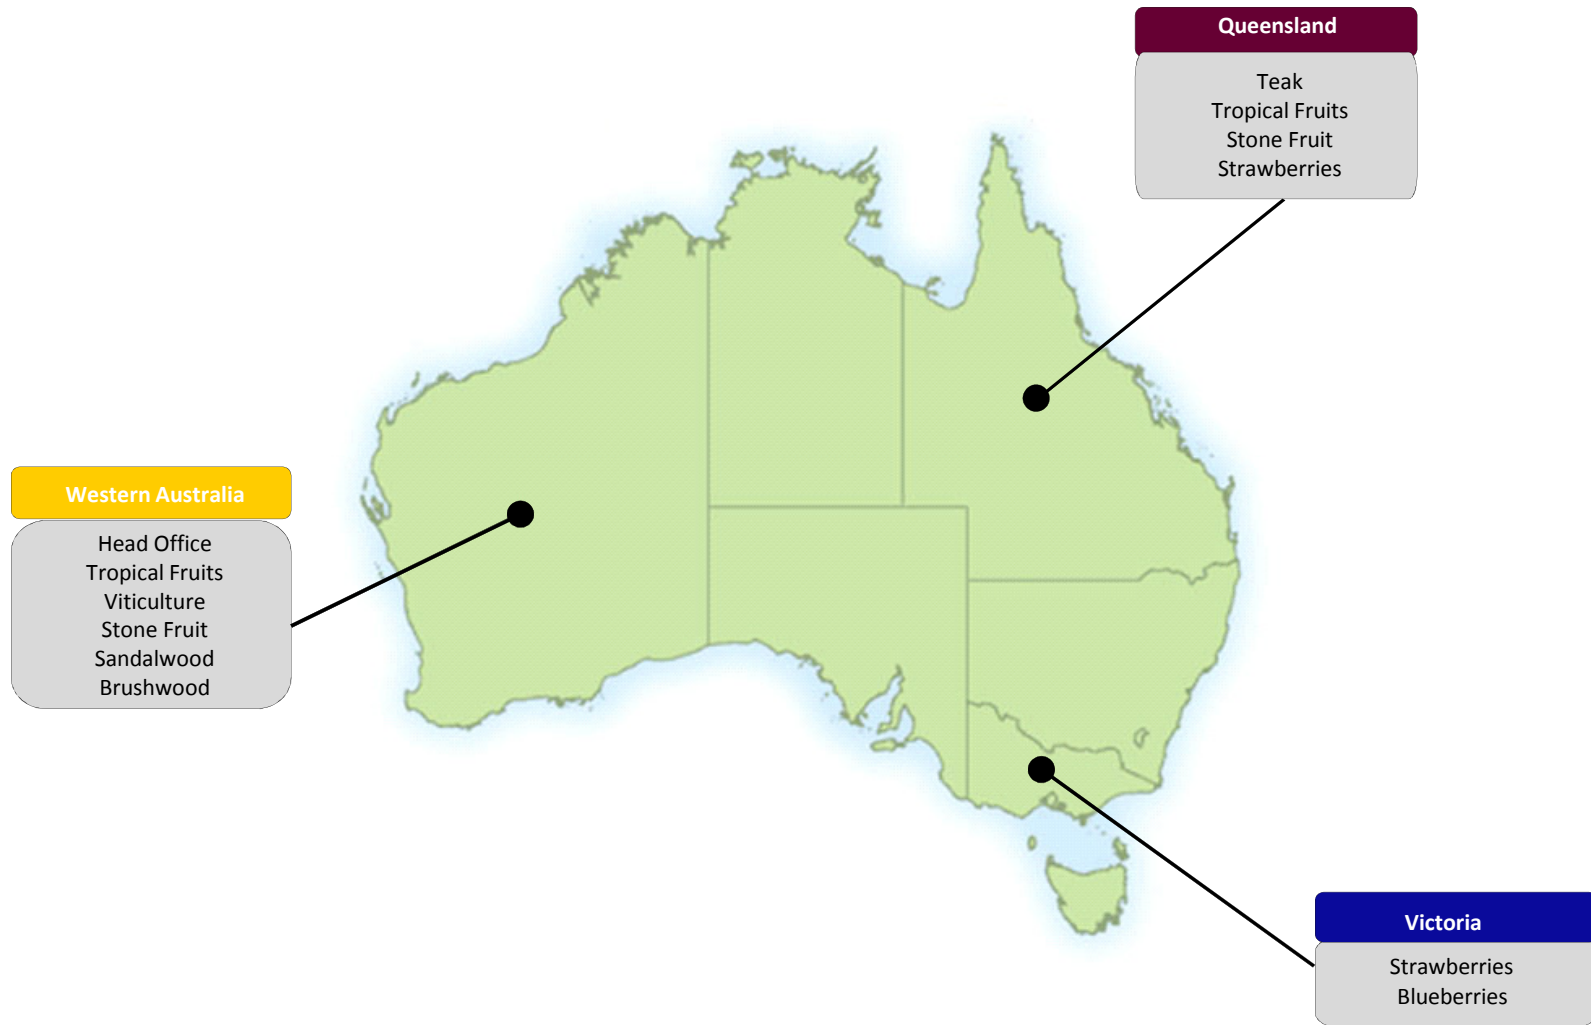 Queensland
Teak
Tropical Fruits
Stone Fruit
Strawberries
Western Australia
Head Office
Tropical Fruits
Viticulture
Stone Fruit
Sandalwood
Brushwood
Victoria
Strawberries
Blueberries